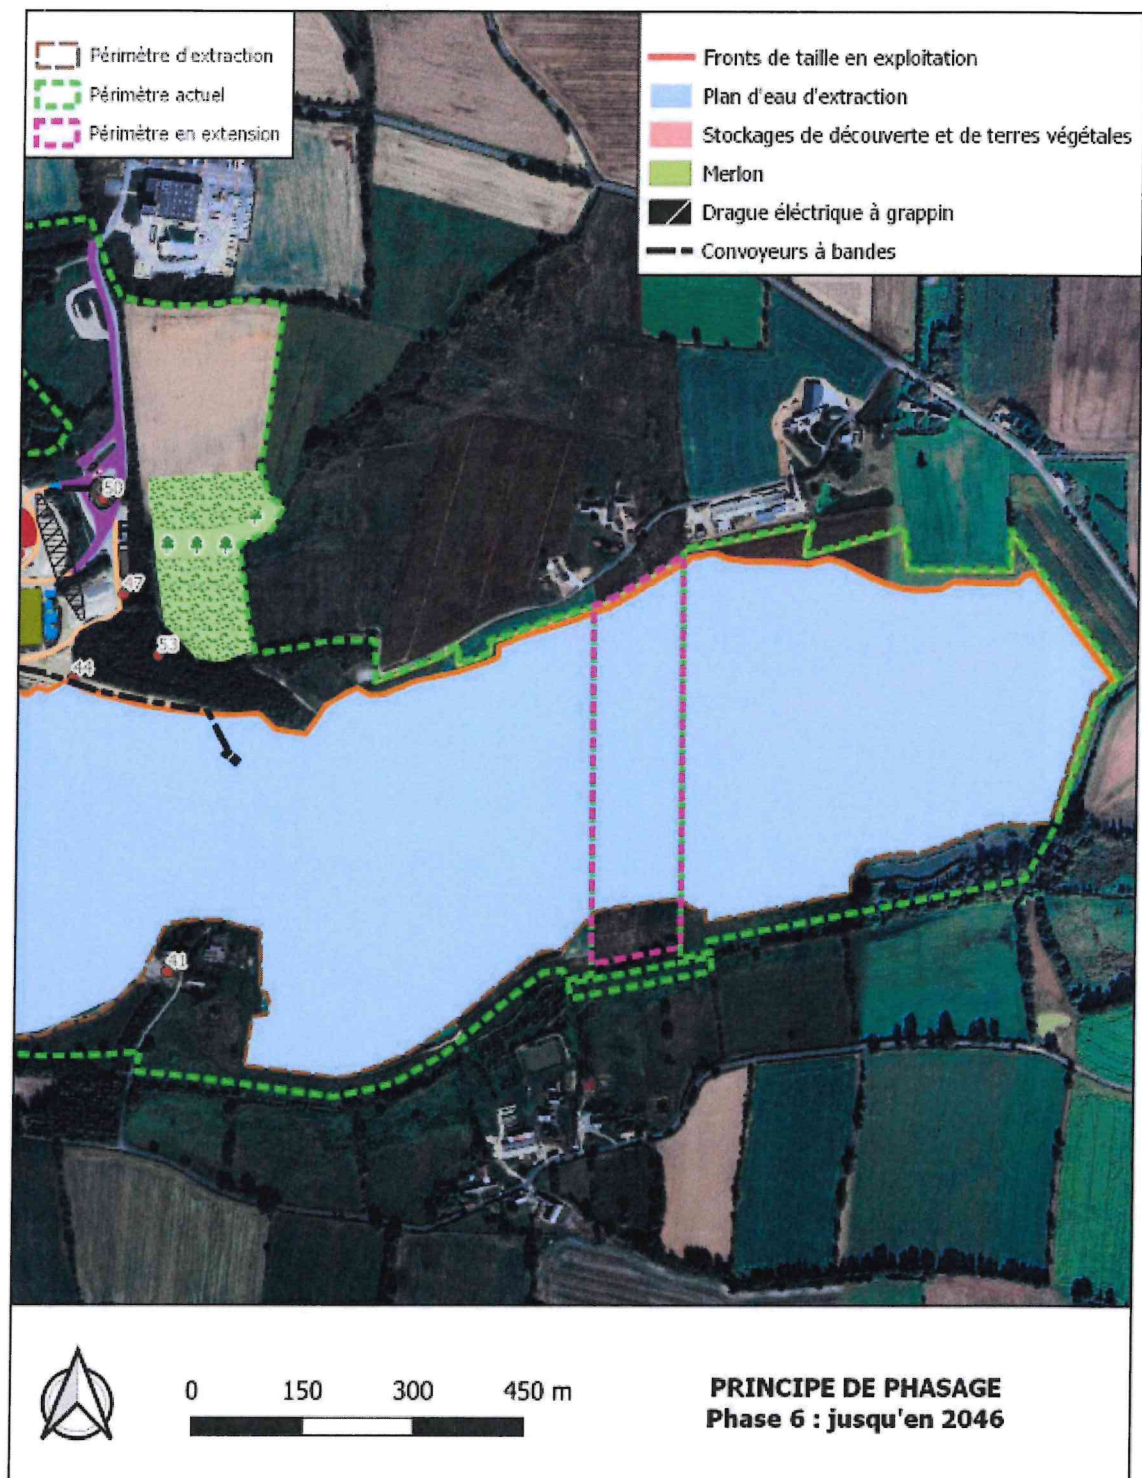 Périmètre d'extraction
Périmètre actuel
Périmètre en extension
Fronts de taille en exploitation
Plan d'eau d'extraction
Stockages de découverte et de terres végétales
Merlon
Drague éléctrique à grappin
Convoyeurs à bandes
50
47
53
44
41
0 150 300 450 m
PRINCIPE DE PHASAGE
Phase 6 : jusqu'en 2046